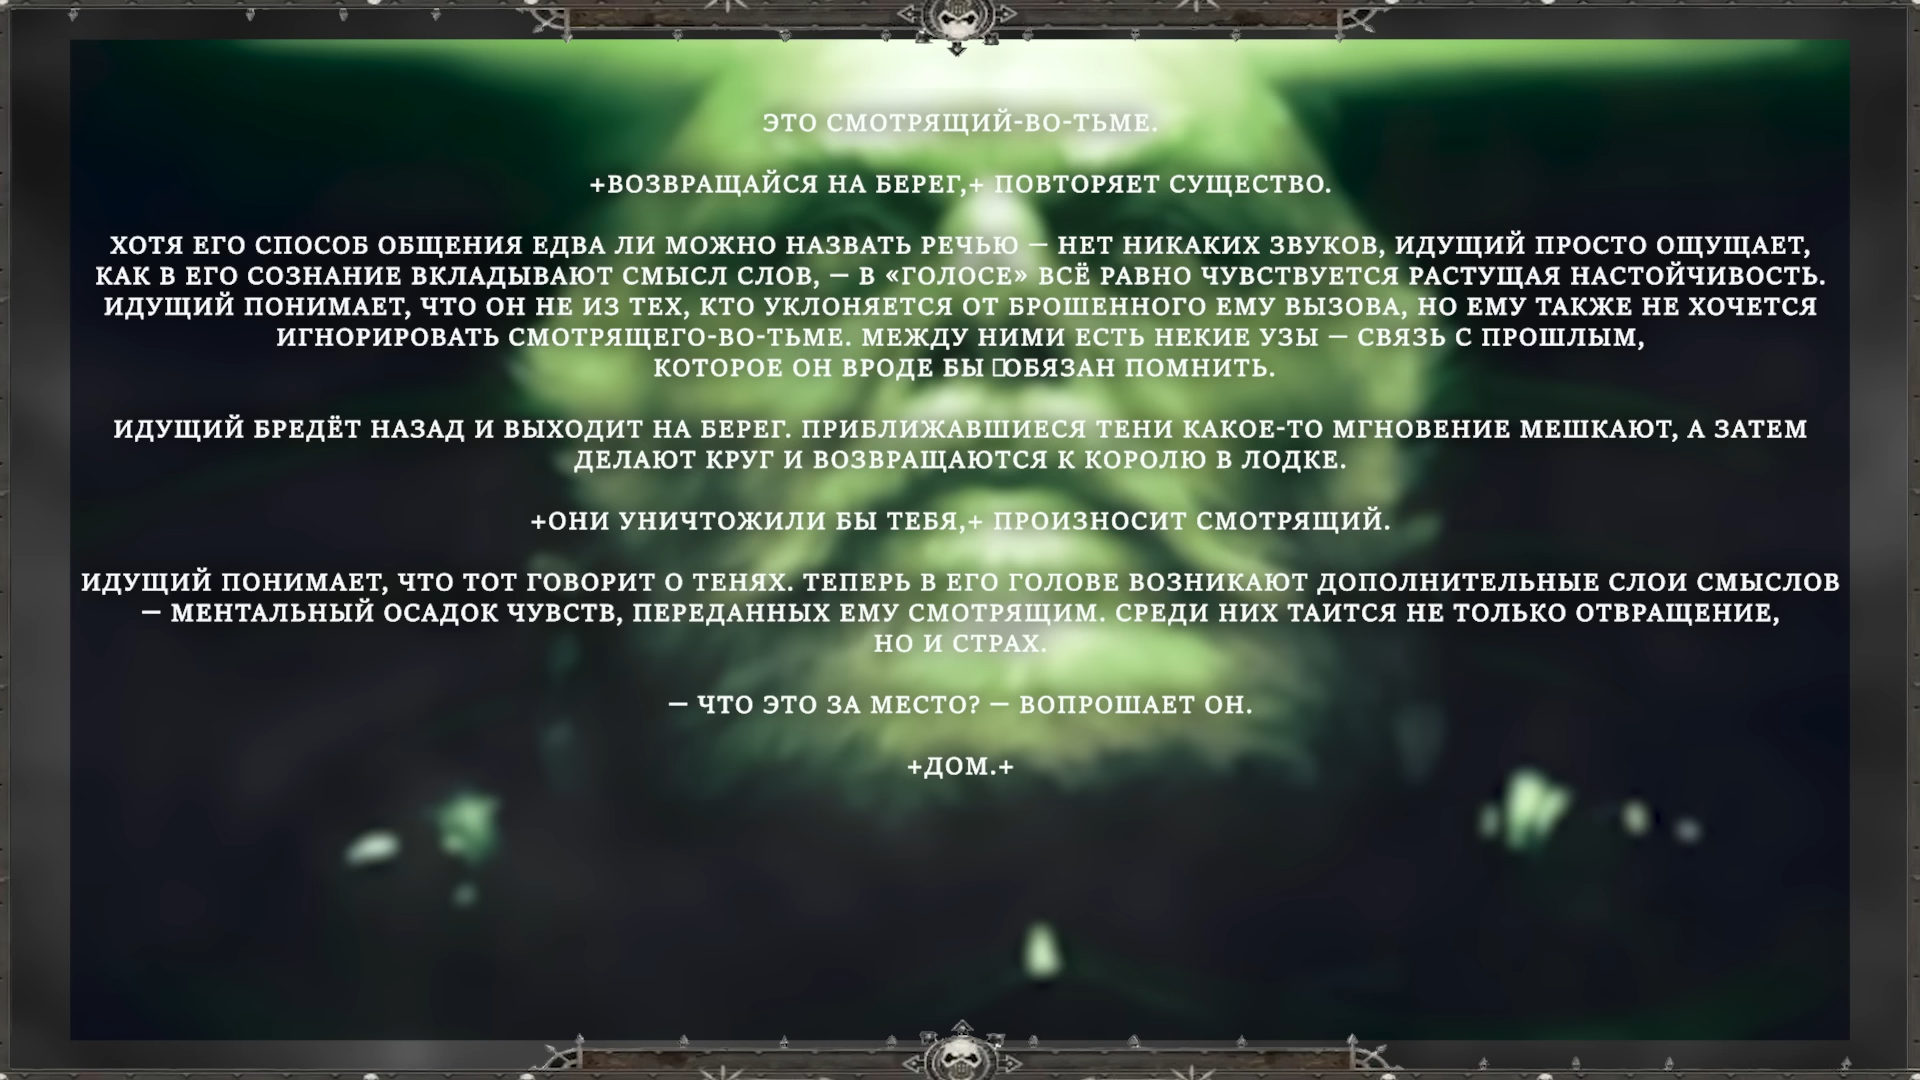 ЭТО СМОТРЯЩИЙ-ВО-ТЬМЕ.
+ВОЗВРАЩАЙСЯ НА БЕРЕГ,+ ПОВТОРЯЕТ СУЩЕСТВО.
ХОТЯ ЕГО СПОСОБ ОБЩЕНИЯ ЕДВА ЛИ МОЖНО НАЗВАТЬ РЕЧЬЮ — НЕТ НИКАКИХ ЗВУКОВ, ИДУЩИЙ ПРОСТО ОЩУЩАЕТ,
КАК В ЕГО СОЗНАНИЕ ВКЛАДЫВАЮТ СМЫСЛ СЛОВ, — В «ГОЛОСЕ» ВСЁ РАВНО ЧУВСТВУЕТСЯ РАСТУЩАЯ НАСТОЙЧИВОСТЬ.
ИДУЩИЙ ПОНИМАЕТ, ЧТО ОН НЕ ИЗ ТЕХ, КТО УКЛОНЯЕТСЯ ОТ БРОШЕННОГО ЕМУ ВЫЗОВА, НО ЕМУ ТАКЖЕ НЕ ХОЧЕТСЯ
ИГНОРИРОВАТЬ СМОТРЯЩЕГО-ВО-ТЬМЕ. МЕЖДУ НИМИ ЕСТЬ НЕКИЕ УЗЫ — СВЯЗЬ С ПРОШЛЫМ,
КОТОРОЕ ОН ВРОДЕ БЫ □ОБЯЗАН ПОМНИТЬ.
ИДУЩИЙ БРЕДЁТ НАЗАД И ВЫХОДИТ НА БЕРЕГ. ПРИБЛИЖАВШИЕСЯ ТЕНИ КАКОЕ-ТО МГНОВЕНИЕ МЕШКАЮТ, А ЗАТЕМ
ДЕЛАЮТ КРУГ И ВОЗВРАЩАЮТСЯ К КОРОЛЮ В ЛОДКЕ.
+ОНИ УНИЧТОЖИЛИ БЫ ТЕБЯ,+ ПРОИЗНОСИТ СМОТРЯЩИЙ.
ИДУЩИЙ ПОНИМАЕТ, ЧТО ТОТ ГОВОРИТ О ТЕНЯХ. ТЕПЕРЬ В ЕГО ГОЛОВЕ ВОЗНИКАЮТ ДОПОЛНИТЕЛЬНЫЕ СЛОИ СМЫСЛОВ
— МЕНТАЛЬНЫЙ ОСАДОК ЧУВСТВ, ПЕРЕДАННЫХ ЕМУ СМОТРЯЩИМ. СРЕДИ НИХ ТАИТСЯ НЕ ТОЛЬКО ОТВРАЩЕНИЕ,
НО И СТРАХ.
— ЧТО ЭТО ЗА МЕСТО? — ВОПРОШАЕТ ОН.
+ДОМ.+